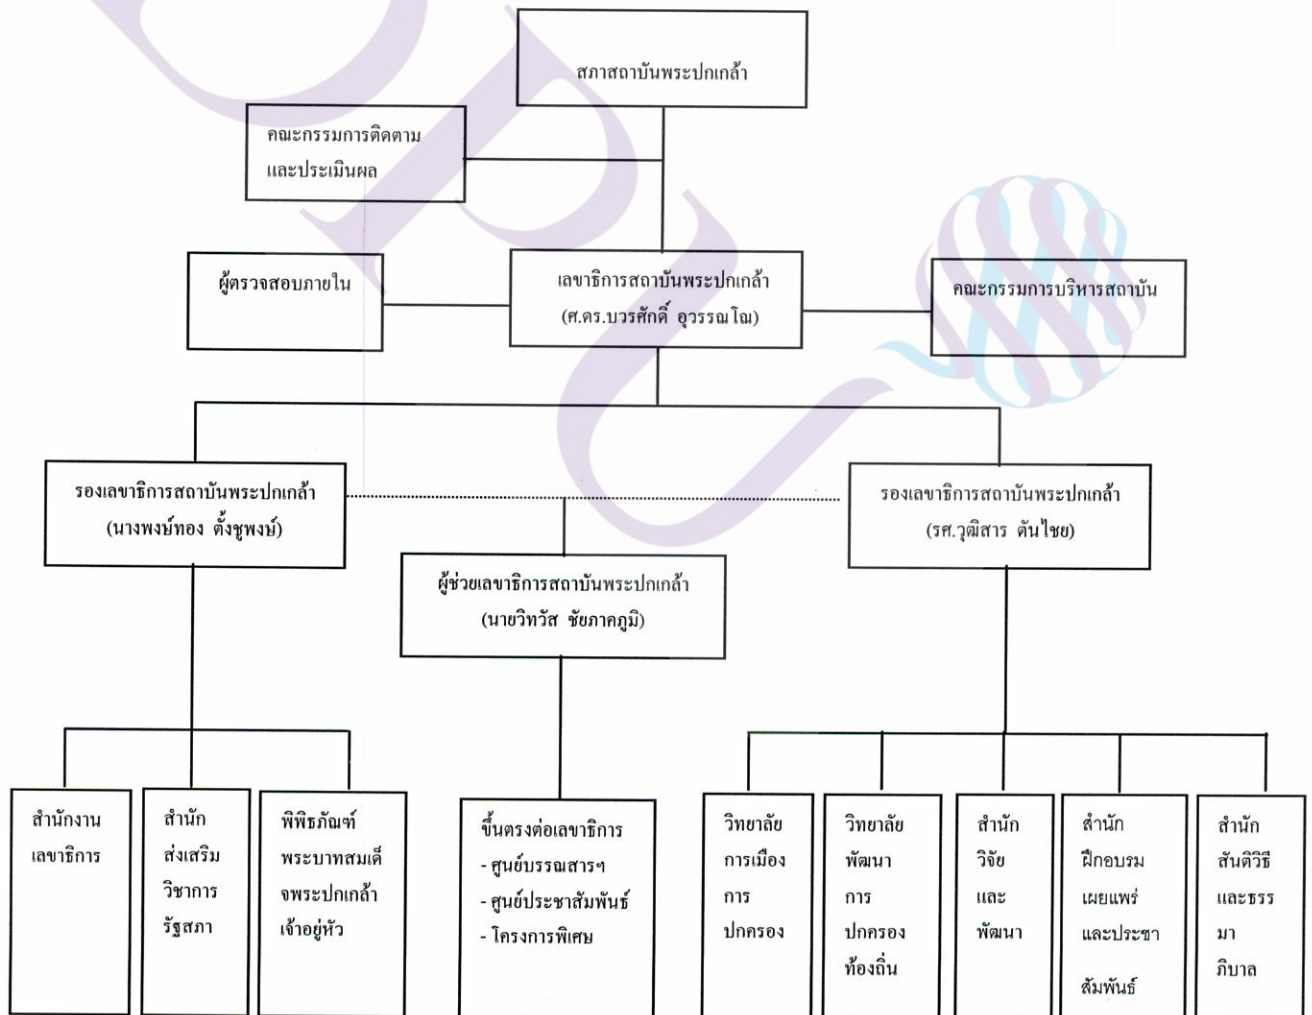 สภาสถาบันพระปกเกล้า
คณะกรรมการติดตาม
และประเมินผล
ผู้ตรวจสอบภายใน
เลขาธิการสถาบันพระปกเกล้า
(ศ.ดร.บวรศักดิ์ อุวรรณโณ)
คณะกรรมการบริหารสถาบัน
รองเลขาธิการสถาบันพระปกเกล้า
(นางพงษ์ทอง ตั้งชูพงษ์)
รองเลขาธิการสถาบันพระปกเกล้า
(รศ.วุฒิสาร ตันไชย)
ผู้ช่วยเลขาธิการสถาบันพระปกเกล้า
(นายวิทวัส ชัยภาคภูมิ)
สำนักงาน
เลขาธิการ
สำนัก
ส่งเสริม
วิชาการ
รัฐสภา
พิพิธภัณฑ์
พระบาทสมเด็
จพระปกเกล้า
เจ้าอยู่หัว
ขึ้นตรงต่อเลขาธิการ
- ศูนย์บรรณสารฯ
- ศูนย์ประชาสัมพันธ์
- โครงการพิเศษ
วิทยาลัย
การเมือง
การ
ปกครอง
วิทยาลัย
พัฒนา
การ
ปกครอง
ท้องถิ่น
สำนัก
วิจัย
และ
พัฒนา
สำนัก
ฝึกอบรม
เผยแพร่
และประชา
สัมพันธ์
สำนัก
สันติวิธี
และธรร
มา
ภิบาล
DPU